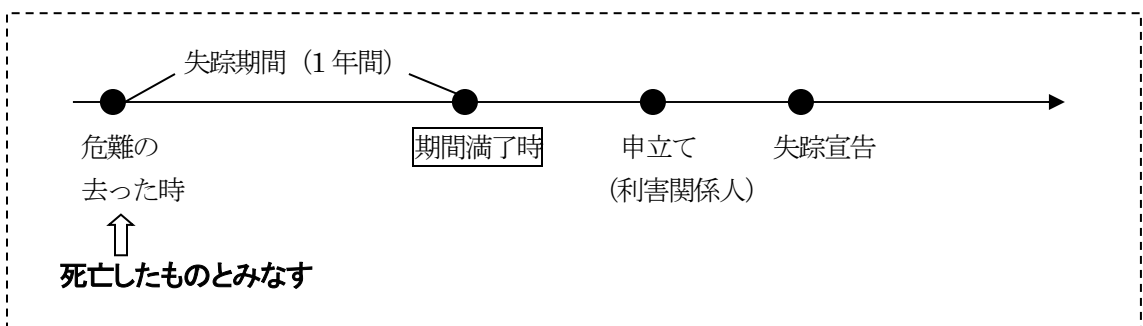 失踪期間（1年間）
危難の
去った時
期間満了時
申立て
（利害関係人）
失踪宣告
死亡したものとみなす